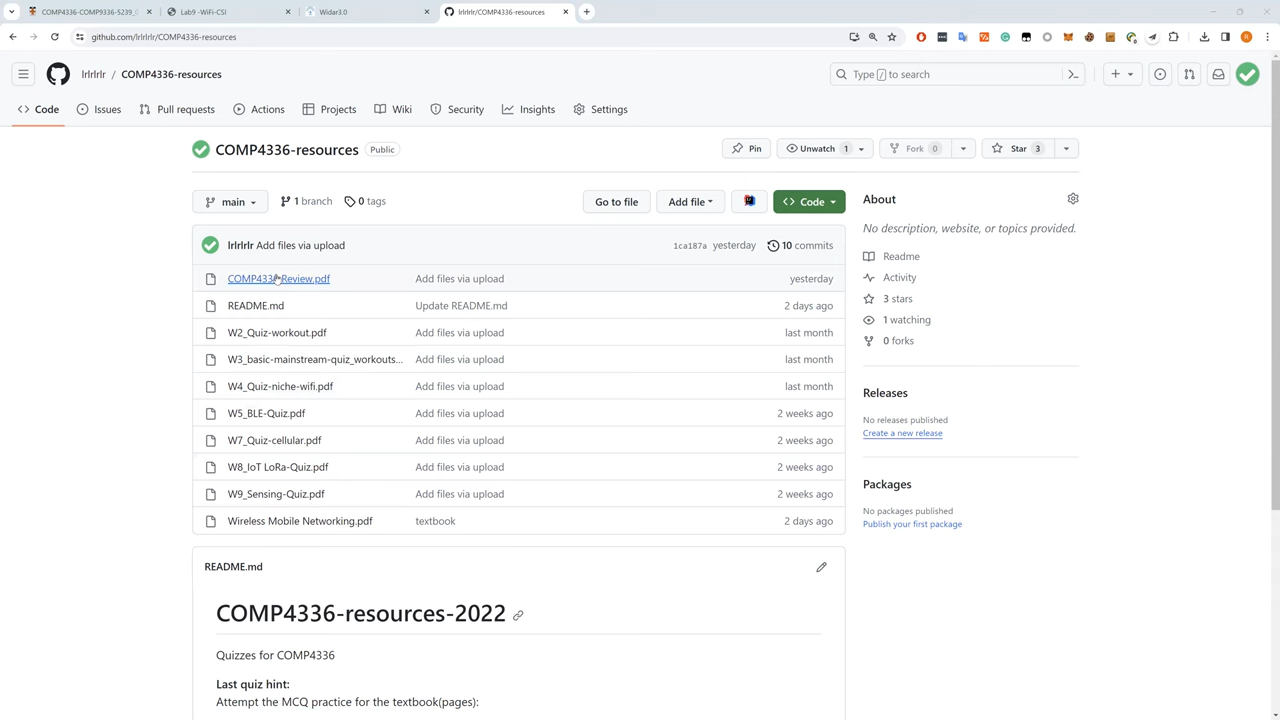 COMP4336-COMP9336-5239_0
Lab9 -WiFi-CSI
Widar3.0
lrlrlrlr/COMP4336-resources
github.com/lrlrlrlr/COMP4336-resources
lrlrlrlr / COMP4336-resources
Type / to search
Code
Issues
Pull requests
Actions
Projects
Wiki
Security
Insights
Settings
COMP4336-resources Public
Pin
Unwatch 1
Fork 0
Star 3
main
1 branch
0 tags
Go to file
Add file
Code
lrlrlrlr Add files via upload 1ca187a yesterday 10 commits
COMP4336-Review.pdf Add files via upload yesterday
README.md Update README.md 2 days ago
W2_Quiz-workout.pdf Add files via upload last month
W3_basic-mainstream-quiz_workouts... Add files via upload last month
W4_Quiz-niche-wifi.pdf Add files via upload last month
W5_BLE-Quiz.pdf Add files via upload 2 weeks ago
W7_Quiz-cellular.pdf Add files via upload 2 weeks ago
W8_IoT LoRa-Quiz.pdf Add files via upload 2 weeks ago
W9_Sensing-Quiz.pdf Add files via upload 2 weeks ago
Wireless Mobile Networking.pdf textbook 2 days ago
README.md
COMP4336-resources-2022
Quizzes for COMP4336
Last quiz hint:
Attempt the MCQ practice for the textbook(pages):
About
No description, website, or topics provided.
Readme
Activity
3 stars
1 watching
0 forks
Releases
No releases published
Create a new release
Packages
No packages published
Publish your first package